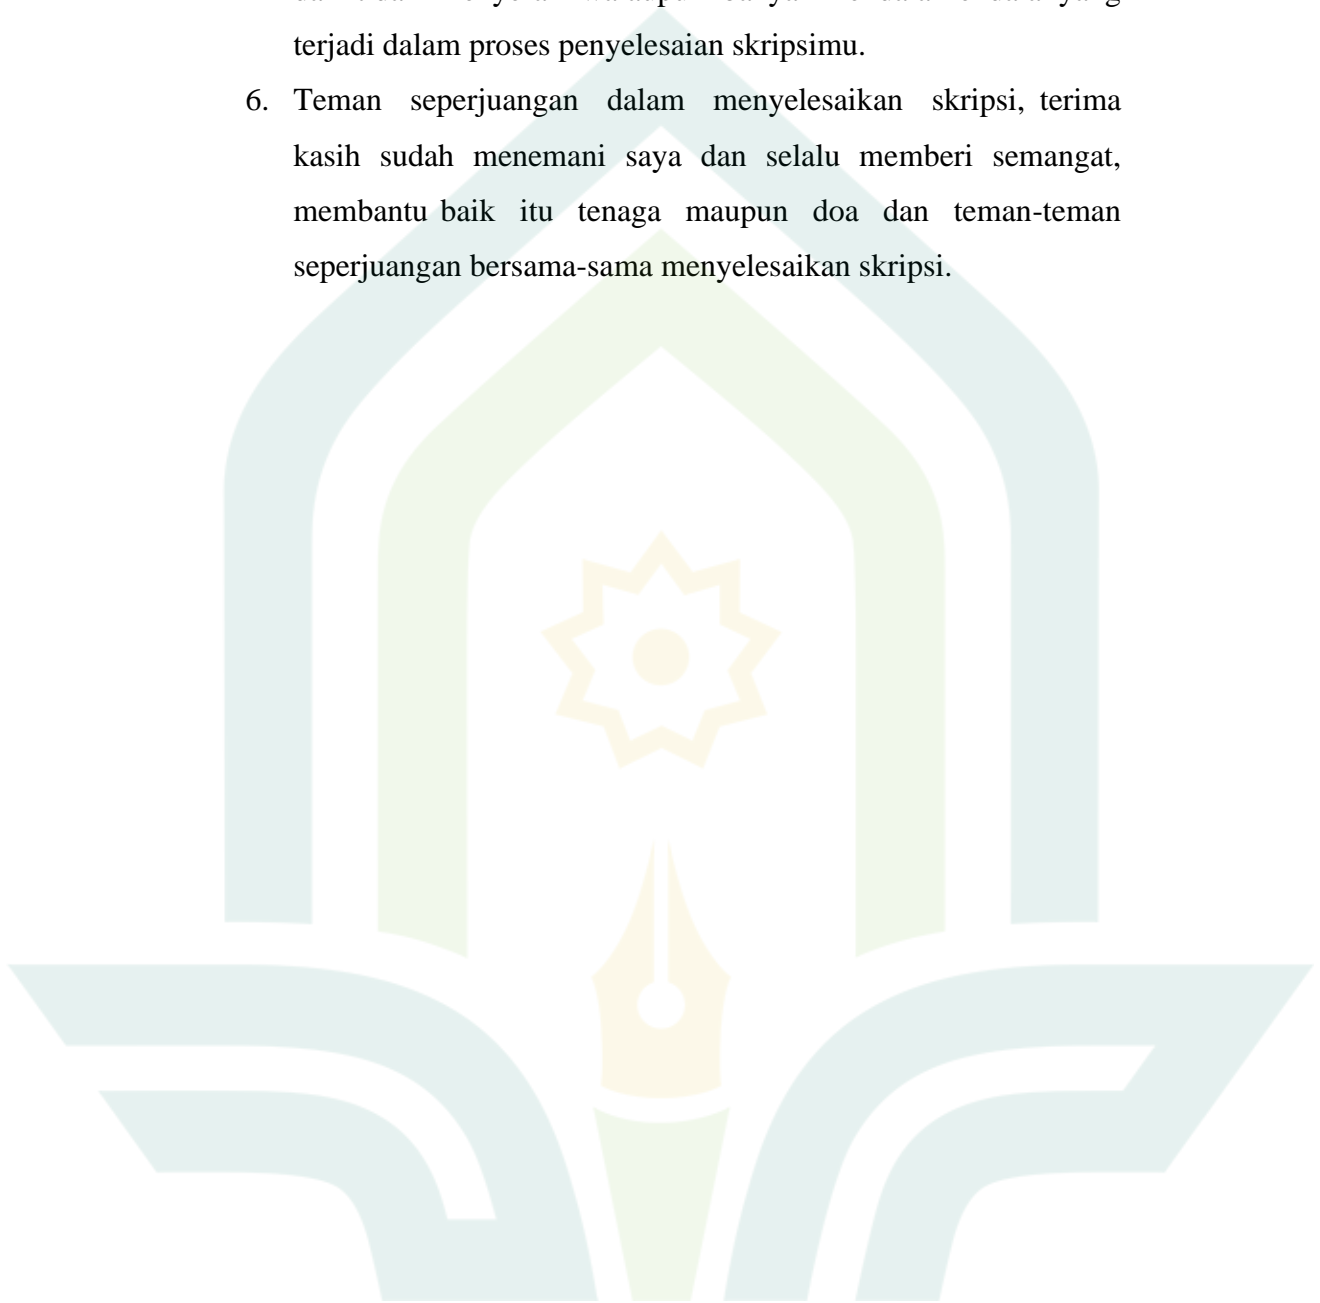 terjadi dalam proses penyelesaian skripsimu.
6. Teman seperjuangan dalam menyelesaikan skripsi, terima
kasih sudah menemani saya dan selalu memberi semangat,
membantu baik itu tenaga maupun doa dan teman-teman
seperjuangan bersama-sama menyelesaikan skripsi.